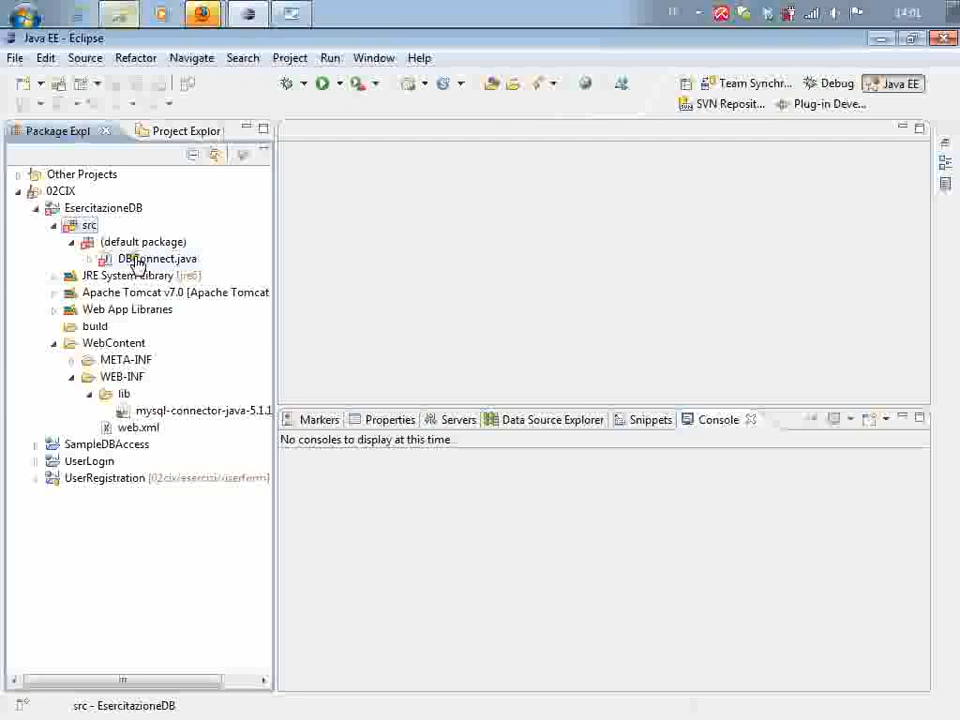 14:01
Java EE - Eclipse
File Edit Source Refactor Navigate Search Project Run Window Help
Team Synchr... Debug Java EE
SVN Reposit... Plug-in Deve...
Package Expl Project Explor
Other Projects
02CIX
EsercitazioneDB
src
(default package)
DBConnect.java
JRE System Library [jre6]
Apache Tomcat v7.0 [Apache Tomcat
Web App Libraries
build
WebContent
META-INF
WEB-INF
lib
mysql-connector-java-5.1.1
web.xml
SampleDBAccess
UserLogin
UserRegistration [02cix/esercizi/userform]
Markers Properties Servers Data Source Explorer Snippets Console
No consoles to display at this time.
src - EsercitazioneDB